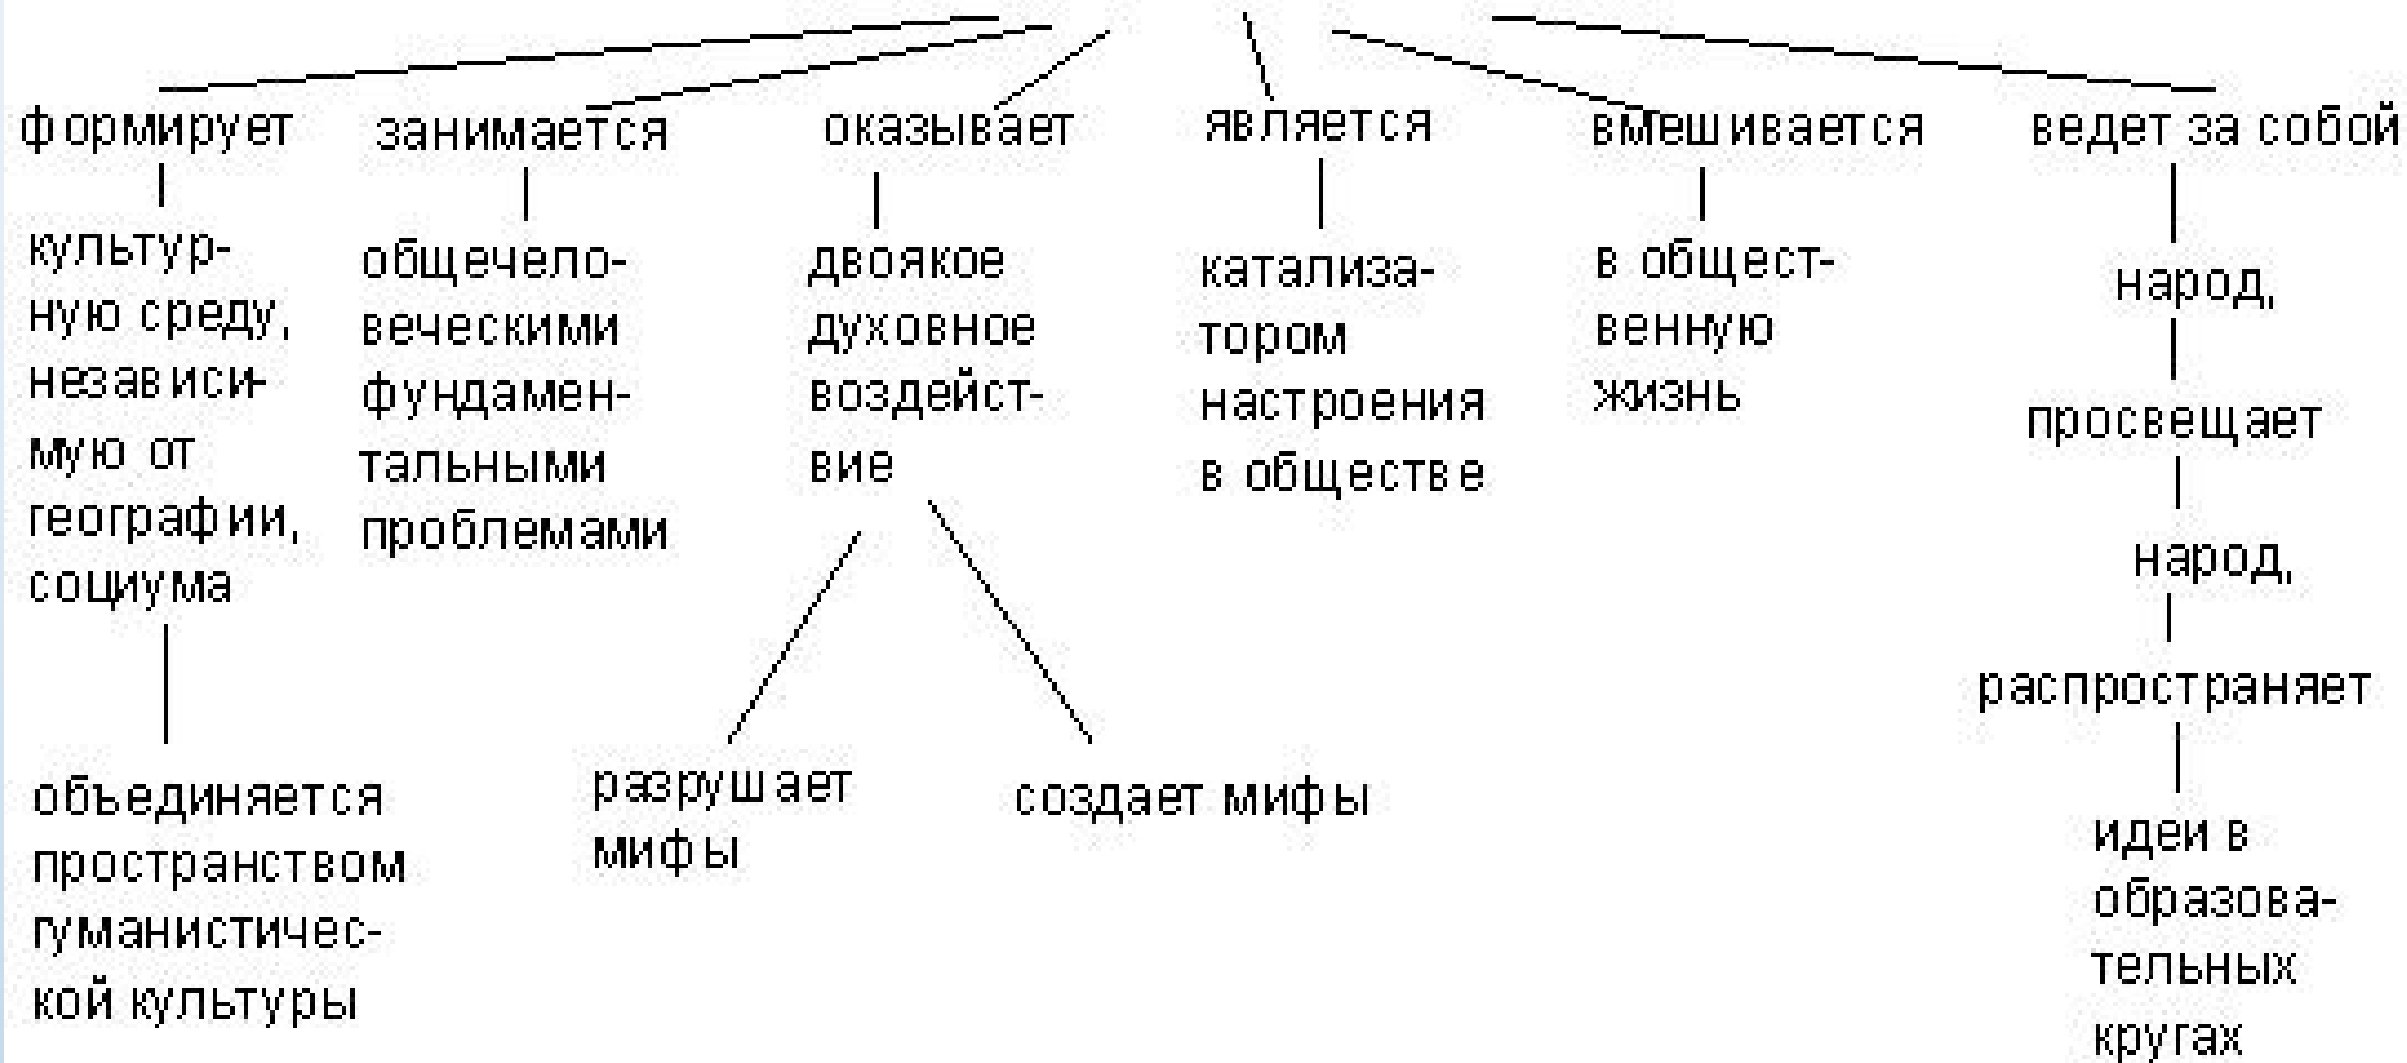 формирует
культур-
ную среду,
независи-
мую от
географии,
социума
объединяется
пространством
гуманистичес-
кой культуры
занимается
общечело-
веческими
фундамен-
тальными
проблемами
оказывает
двоякое
духовное
воздейст-
вие
разрушает
мифы
создает мифы
является
катализа-
тором
настроения
в обществе
вмешивается
в общест-
венную
жизнь
ведет за собой
народ,
просвещает
народ,
распространяет
идеи в
образова-
тельных
кругах